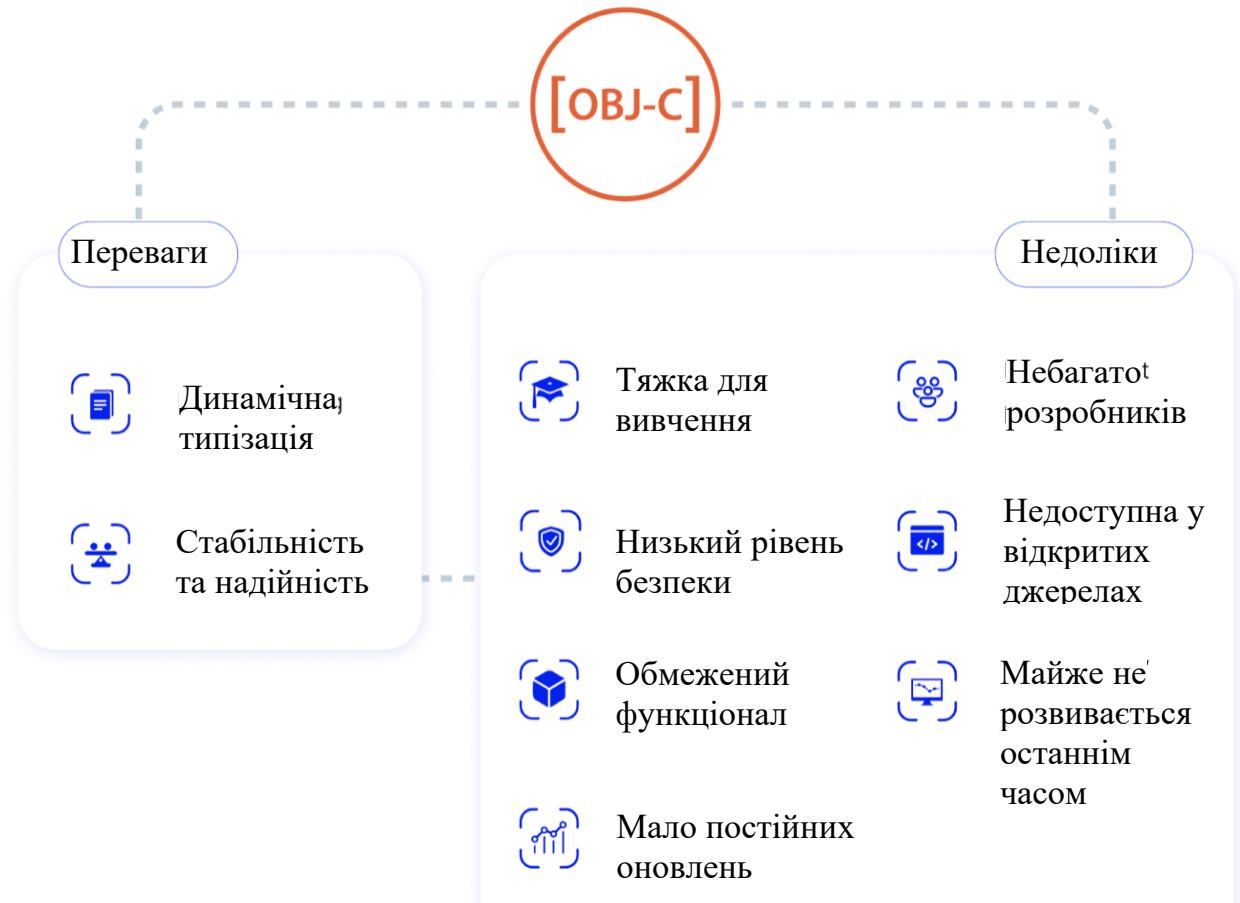 [OBJ-C]
Переваги
Динамічна
типізація
Стабільність
та надійність
Недоліки
Тяжка для
вивчення
Низький рівень
безпеки
Обмежений
функціонал
Мало постійних
оновлень
Небагато
розробників
Недоступна у
відкритих
джерелах
Майже не
розвивається
останнім
часом